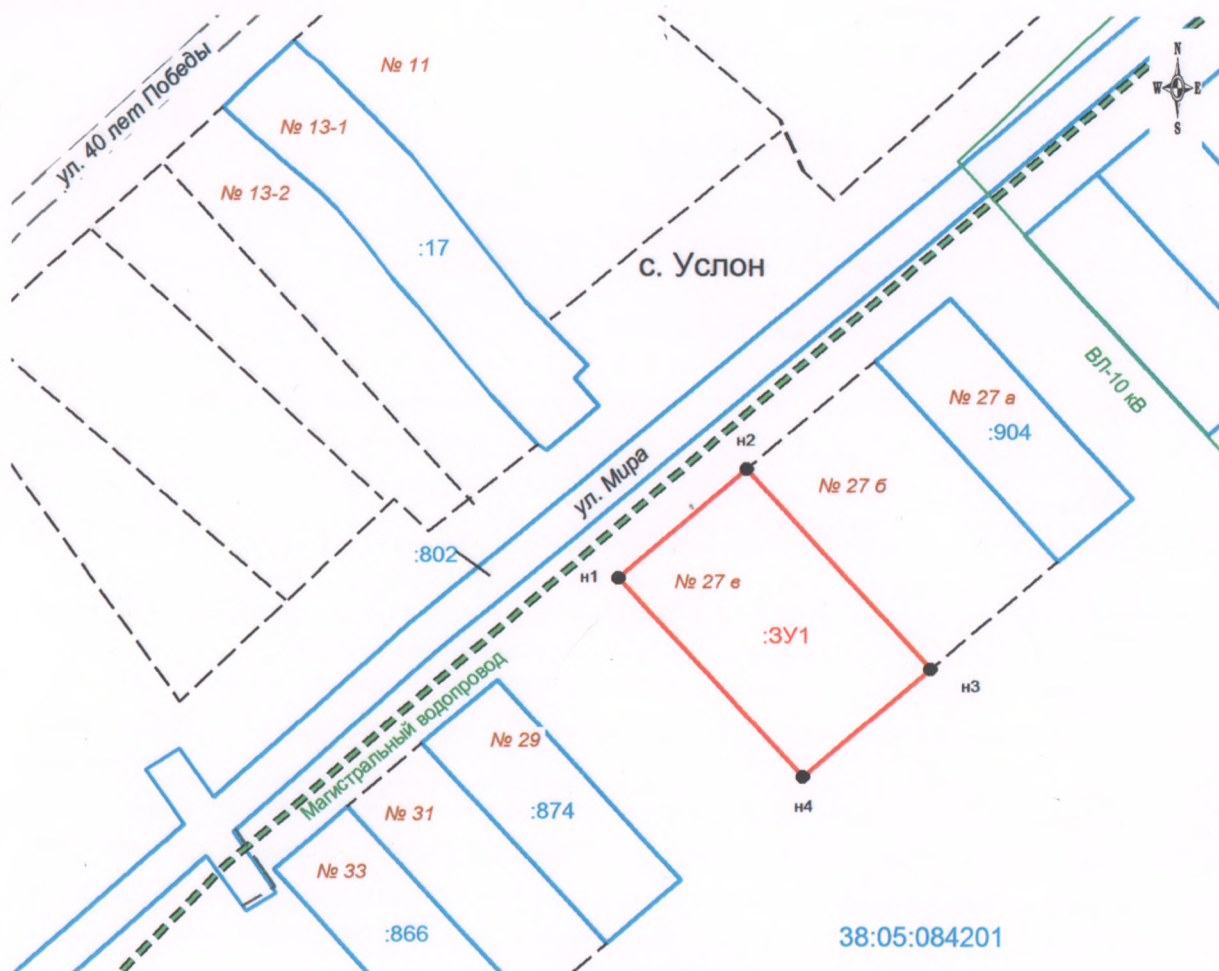 ул. 40 лет Победы
№ 11
N
W E
S
№ 13-1
№ 13-2
:17
с. Услон
ВЛ-10 кВ
№ 27 а
:904
н2
ул. Мира
№ 27 б
:802
н1
№ 27 в
:ЗУ1
Магистральный водопровод
н3
№ 29
н4
:874
№ 31
№ 33
:866
38:05:084201